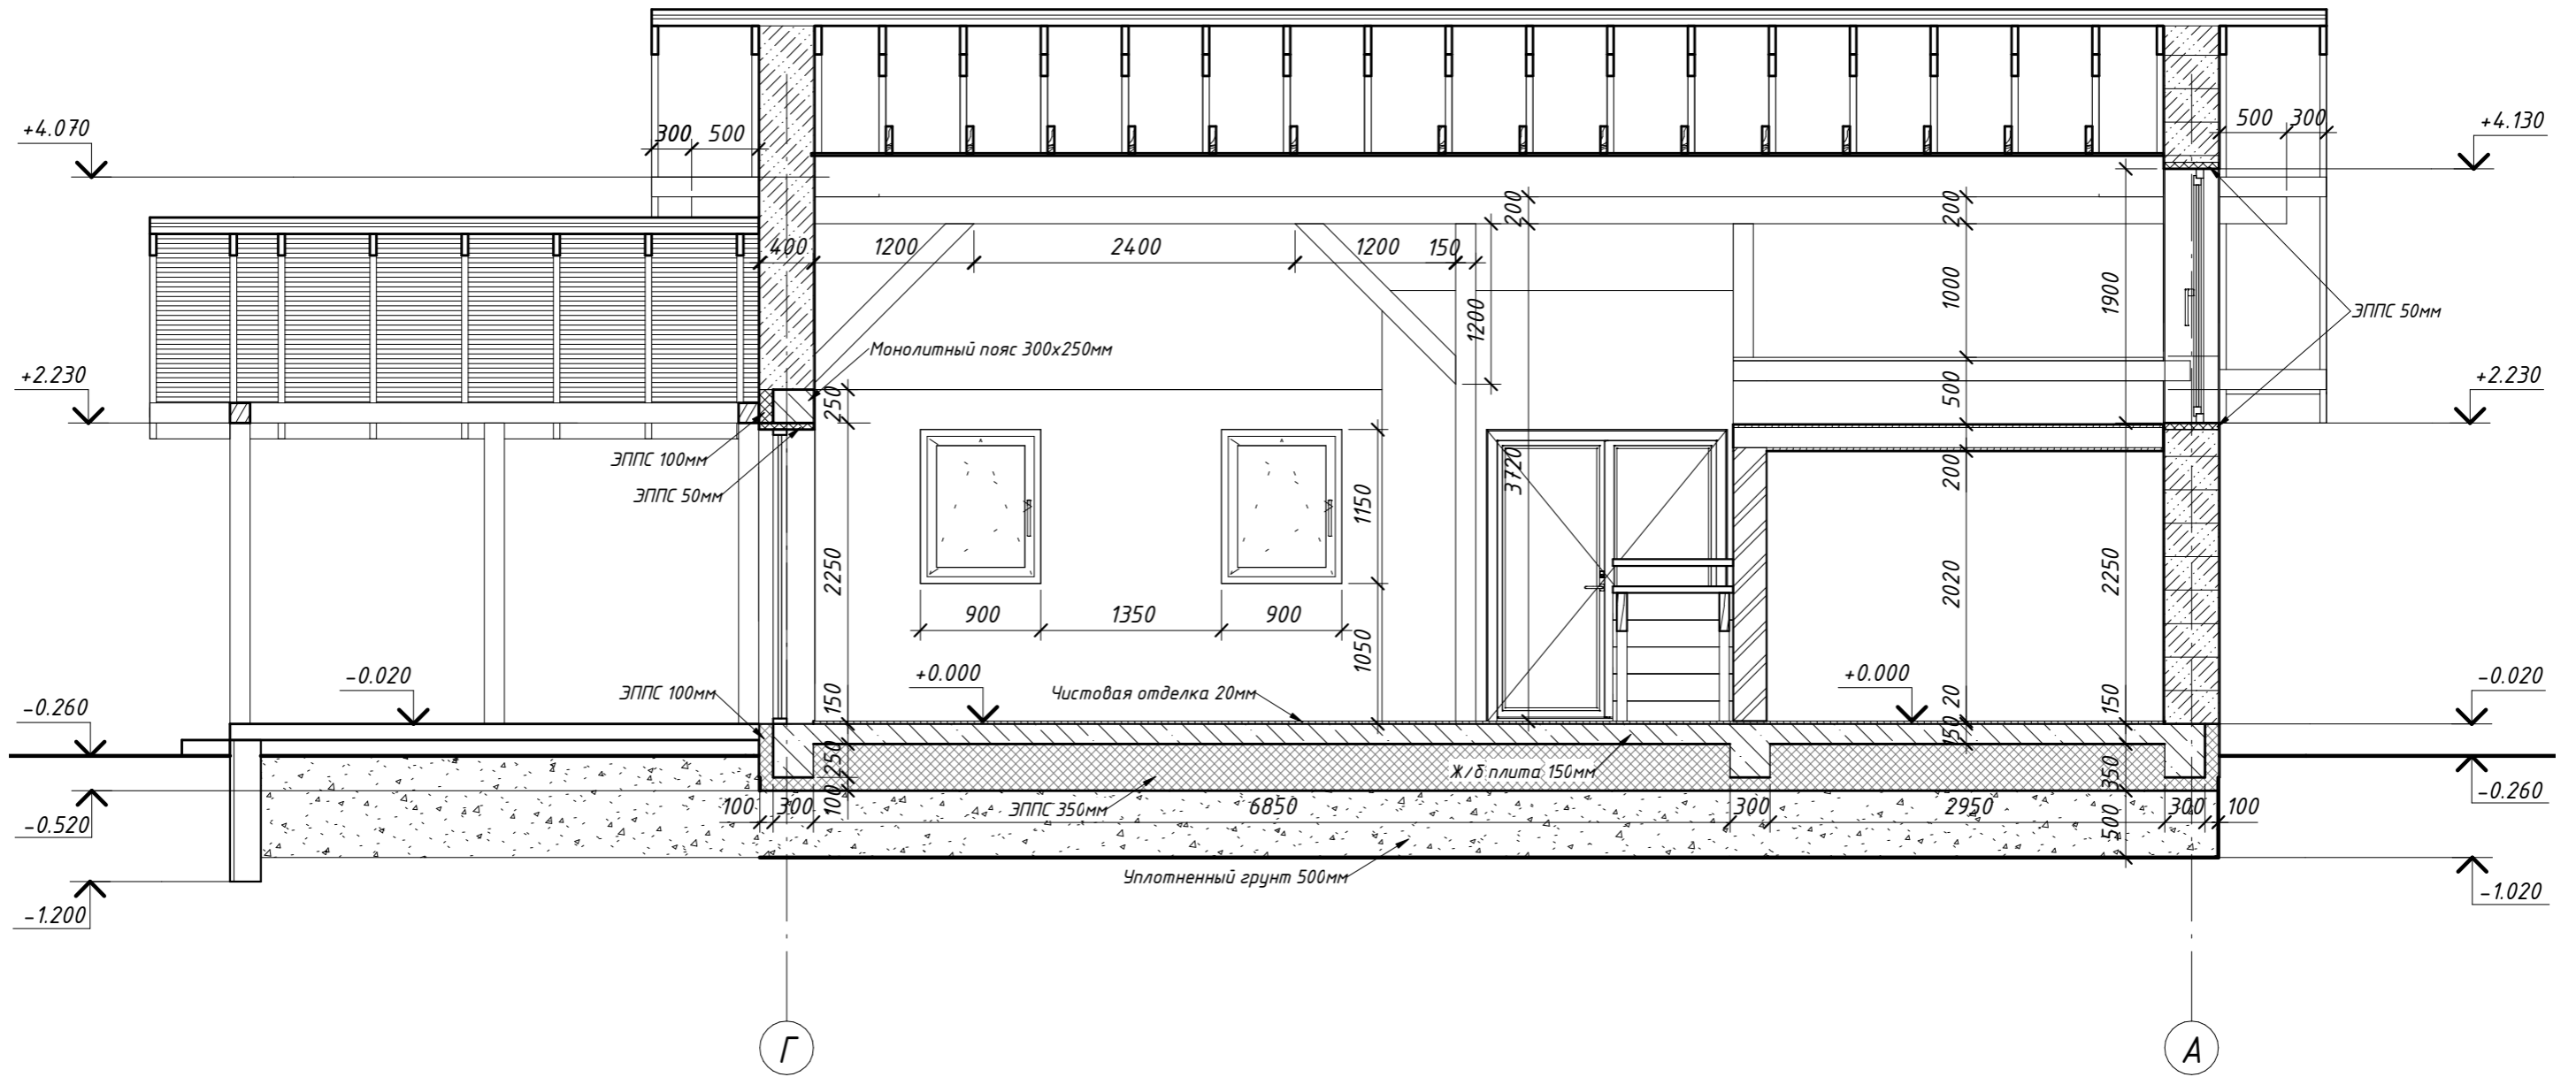 +4.070
300 500
500 300
+4.130
200
200
400 1200 2400 1200 150
1000
1900
1200
ЭППС 50мм
Монолитный пояс 300х250мм
+2.230
250
500
+2.230
ЭППС 100мм
ЭППС 50мм
3720
200
1150
2250
2020
2250
900 1350 900
1050
-0.020
+0.000
+0.000
-0.020
ЭППС 100мм
Чистовая отделка 20мм
150
20
150
-0.260
250
150
Ж/б плита 150мм
350
-0.260
100 300 100
ЭППС 350мм
6850 300 2950 300 100
-0.520
500
Уплотненный грунт 500мм
-1.200
-1.020
Г
А